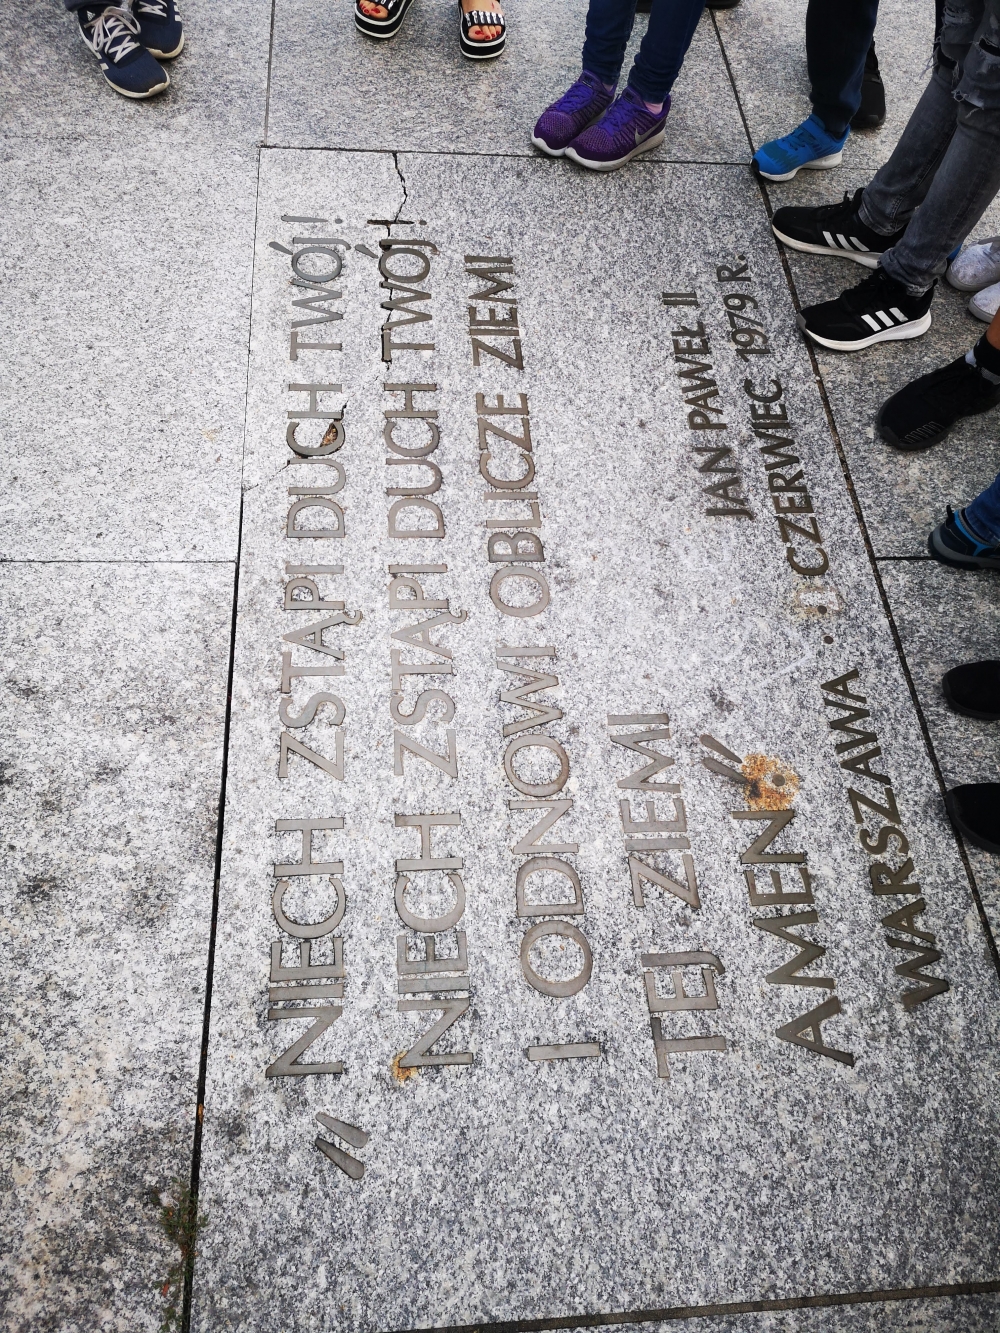 „NIECH ZSTĄPI DUCH TWÓJ!
NIECH ZSTĄPI DUCH TWÓJ!
I ODNOWI OBLICZE ZIEMI
TEJ ZIEMI
AMEN”
JAN PAWEŁ II
WARSZAWA · CZERWIEC 1979 R.